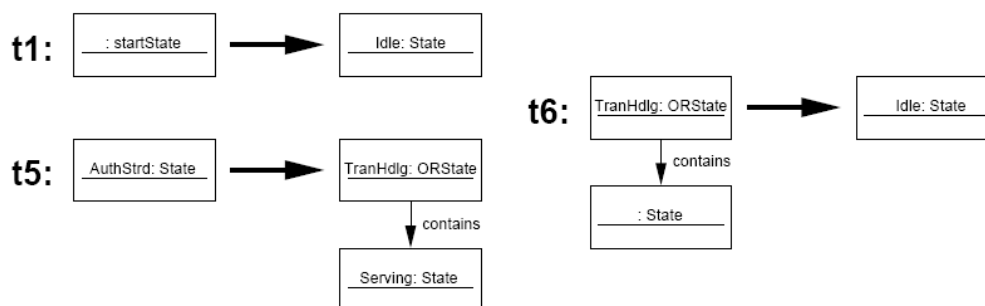 t1:
: startState
Idle: State
t5:
AuthStrd: State
TranHdlg: ORState
contains
Serving: State
t6:
TranHdlg: ORState
Idle: State
contains
: State